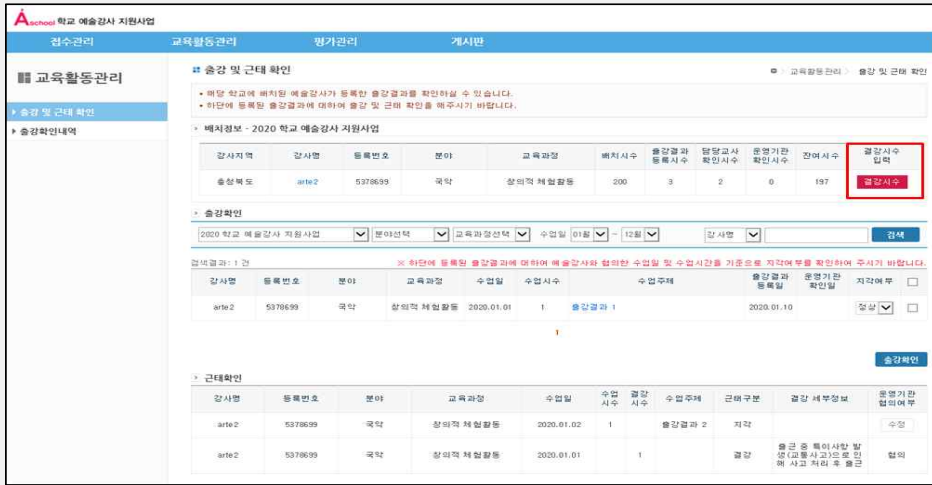 Aschool 학교 예술강사 지원사업
접수관리 교육활동관리 평가관리 게시판
교육활동관리
출강 및 근태 확인
출강확인내역
출강 및 근태 확인
> 교육활동관리 > 출강 및 근태 확인
• 해당 학교에 배치된 예술강사가 등록한 출강결과를 확인하실 수 있습니다.
• 하단에 등록된 출강결과에 대하여 출강 및 근태 확인을 해주시기 바랍니다.
배치정보 - 2020 학교 예술강사 지원사업
강사지역 강사명 등록번호 분야 교육과정 배치시수 출강결과 등록시수 담당교사 확인시수 운영기관 확인시수 잔여시수 결강시수 입력
충청북도 arte2 5378699 국악 창의적 체험활동 200 3 2 0 197 결강시수
출강확인
2020 학교 예술강사 지원사업 분야선택 교육과정선택 수업일 01월 ~ 12월 강사명 검색
검색결과: 1 건 ※ 하단에 등록된 출강결과에 대하여 예술강사와 협의한 수업일 및 수업시간을 기준으로 지각여부를 확인하여 주시기 바랍니다.
강사명 등록번호 분야 교육과정 수업일 수업시수 수업주제 출강결과 등록일 운영기관 확인일 지각여부
arte2 5378699 국악 창의적 체험활동 2020.01.01 1 출강결과 1 2020.01.10 정상
1
출강확인
근태확인
강사명 등록번호 분야 교육과정 수업일 수업시수 결강시수 수업주제 근태구분 결강 세부정보 운영기관 협의여부
arte2 5378699 국악 창의적 체험활동 2020.01.02 1 출강결과 2 지각 수정
arte2 5378699 국악 창의적 체험활동 2020.01.01 1 결강 출근 중 특이사항 발생(교통사고)으로 인해 사고 처리 후 출근 협의